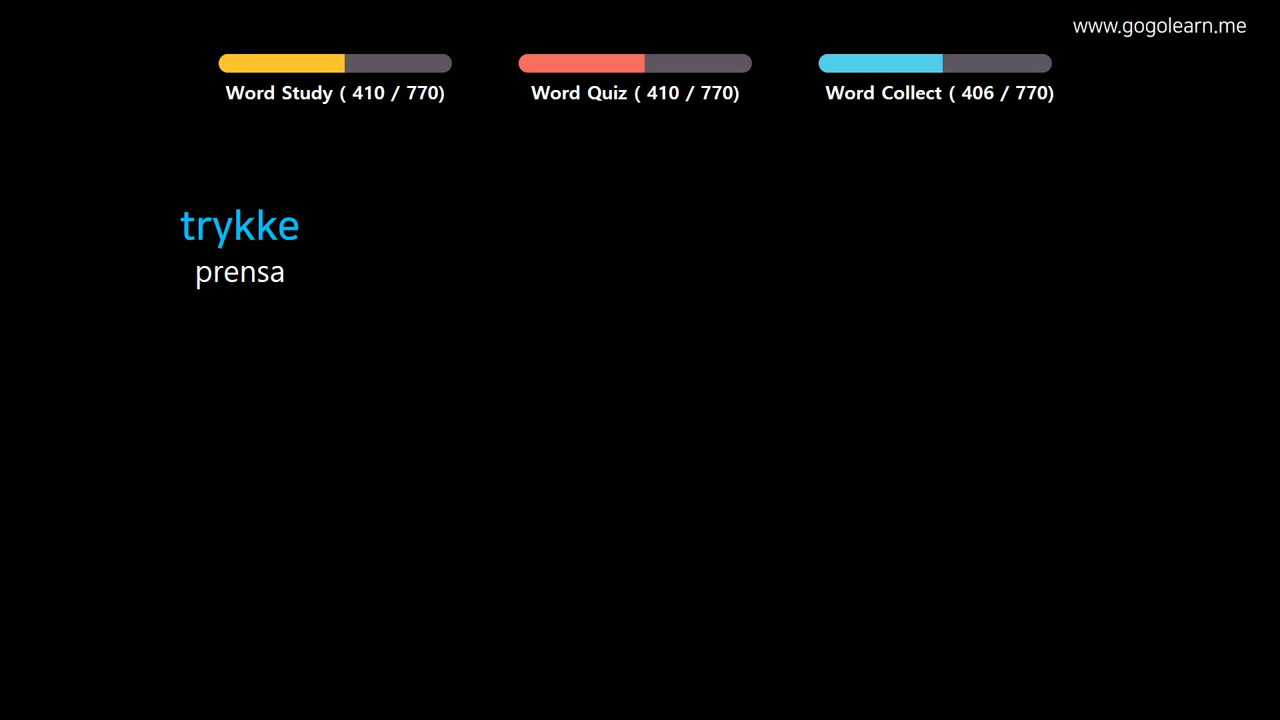 www.gogolearn.me
Word Study ( 410 / 770)
Word Quiz ( 410 / 770)
Word Collect ( 406 / 770)
trykke
prensa